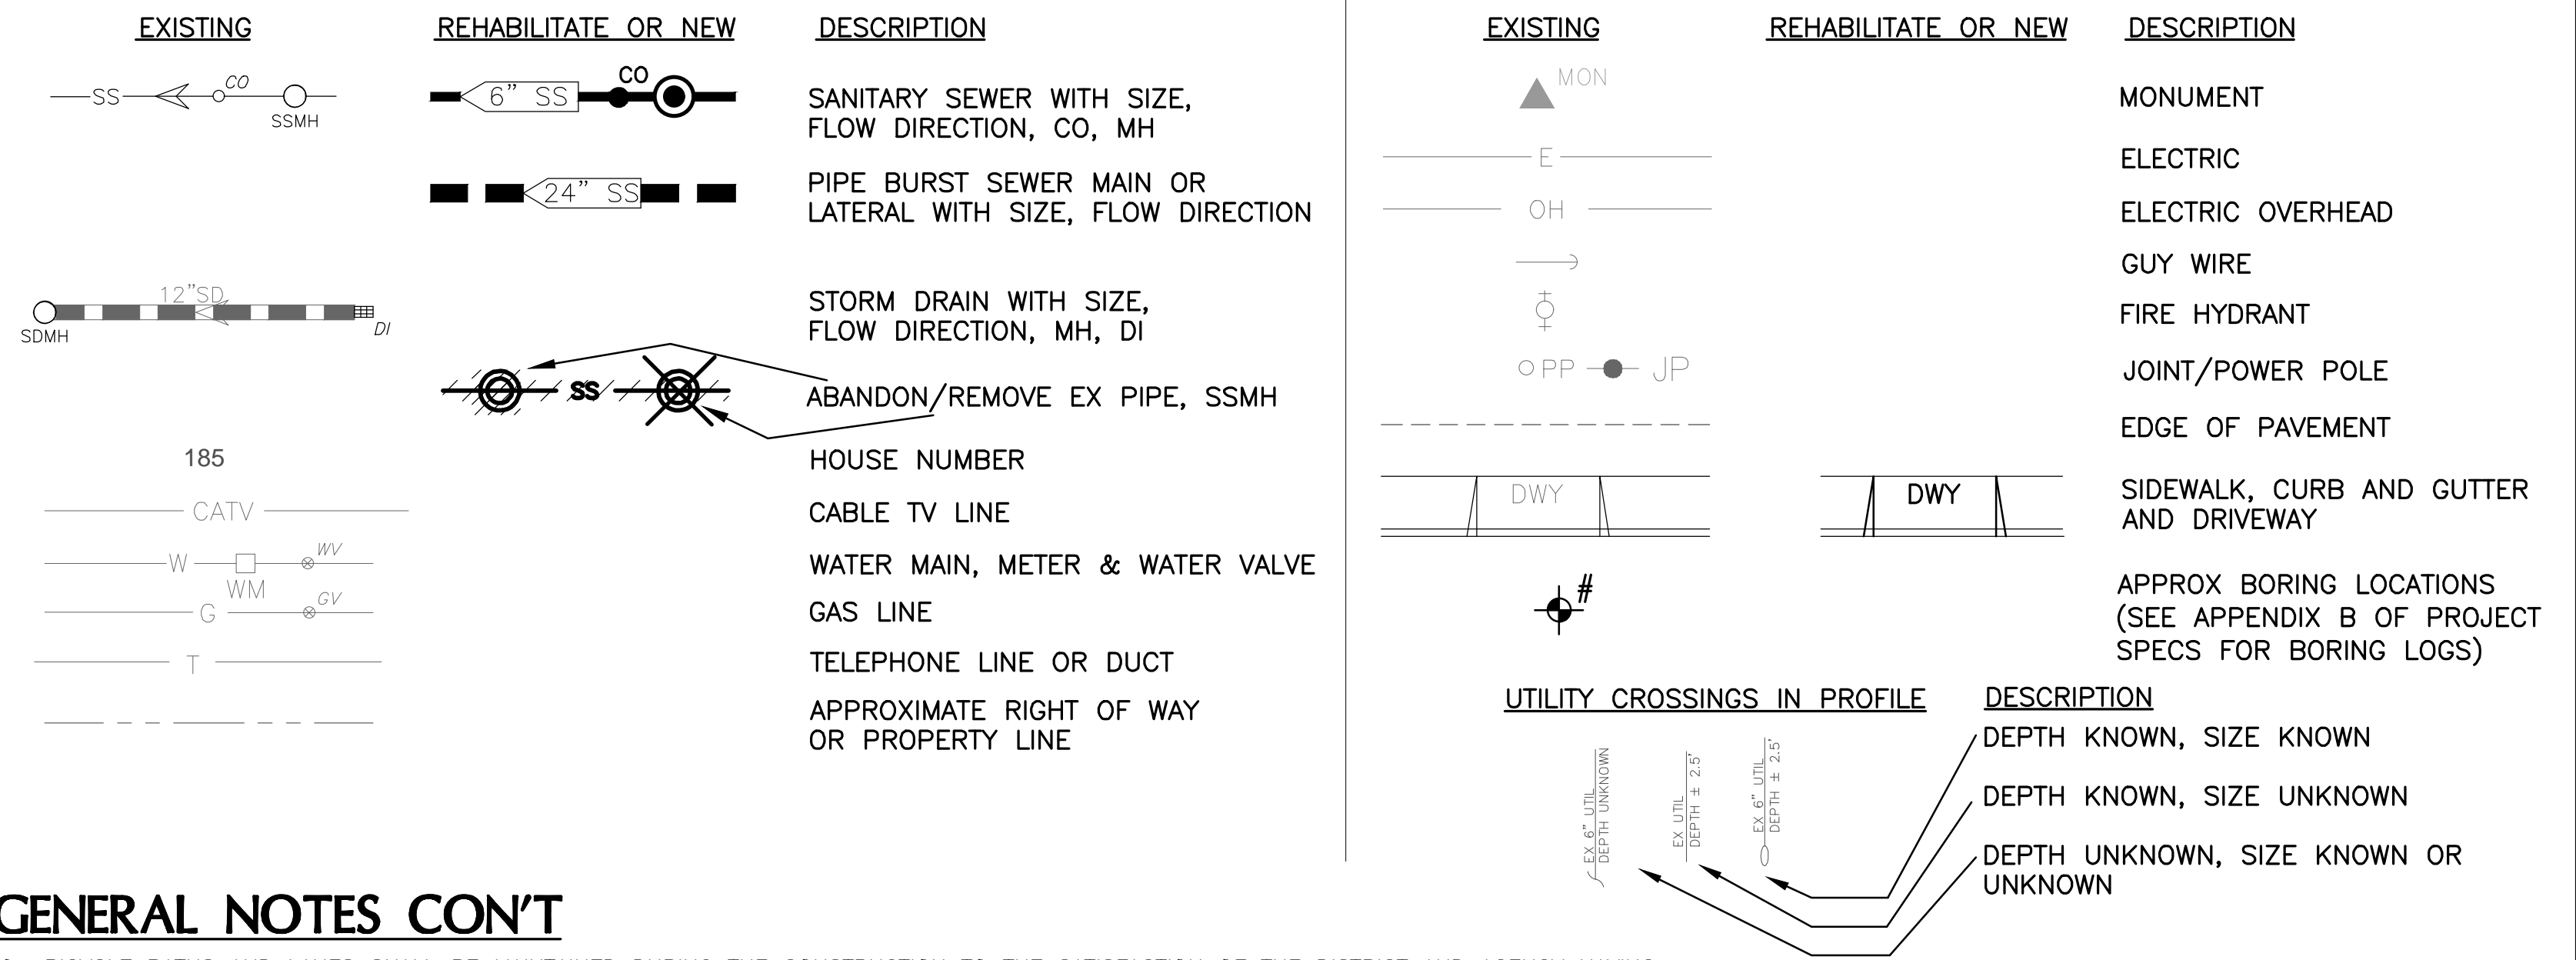 EXISTING REHABILITATE OR NEW DESCRIPTION
SS CO SSMH
6" SS CO
SANITARY SEWER WITH SIZE,
FLOW DIRECTION, CO, MH
24" SS
PIPE BURST SEWER MAIN OR
LATERAL WITH SIZE, FLOW DIRECTION
12"SD
SDMH DI
STORM DRAIN WITH SIZE,
FLOW DIRECTION, MH, DI
SS
ABANDON/REMOVE EX PIPE, SSMH
185
HOUSE NUMBER
CATV
CABLE TV LINE
W WM WV
WATER MAIN, METER & WATER VALVE
G GV
GAS LINE
T
TELEPHONE LINE OR DUCT
APPROXIMATE RIGHT OF WAY
OR PROPERTY LINE
EXISTING REHABILITATE OR NEW DESCRIPTION
MON
MONUMENT
E
ELECTRIC
OH
ELECTRIC OVERHEAD
GUY WIRE
FIRE HYDRANT
PP JP
JOINT/POWER POLE
EDGE OF PAVEMENT
DWY DWY
SIDEWALK, CURB AND GUTTER
AND DRIVEWAY
#
APPROX BORING LOCATIONS
(SEE APPENDIX B OF PROJECT
SPECS FOR BORING LOGS)
UTILITY CROSSINGS IN PROFILE DESCRIPTION
EX 6" UTIL
DEPTH UNKNOWN
EX UTIL
DEPTH ± 2.5'
EX 6" UTIL
DEPTH ± 2.5'
DEPTH KNOWN, SIZE KNOWN
DEPTH KNOWN, SIZE UNKNOWN
DEPTH UNKNOWN, SIZE KNOWN OR
UNKNOWN
GENERAL NOTES CON'T